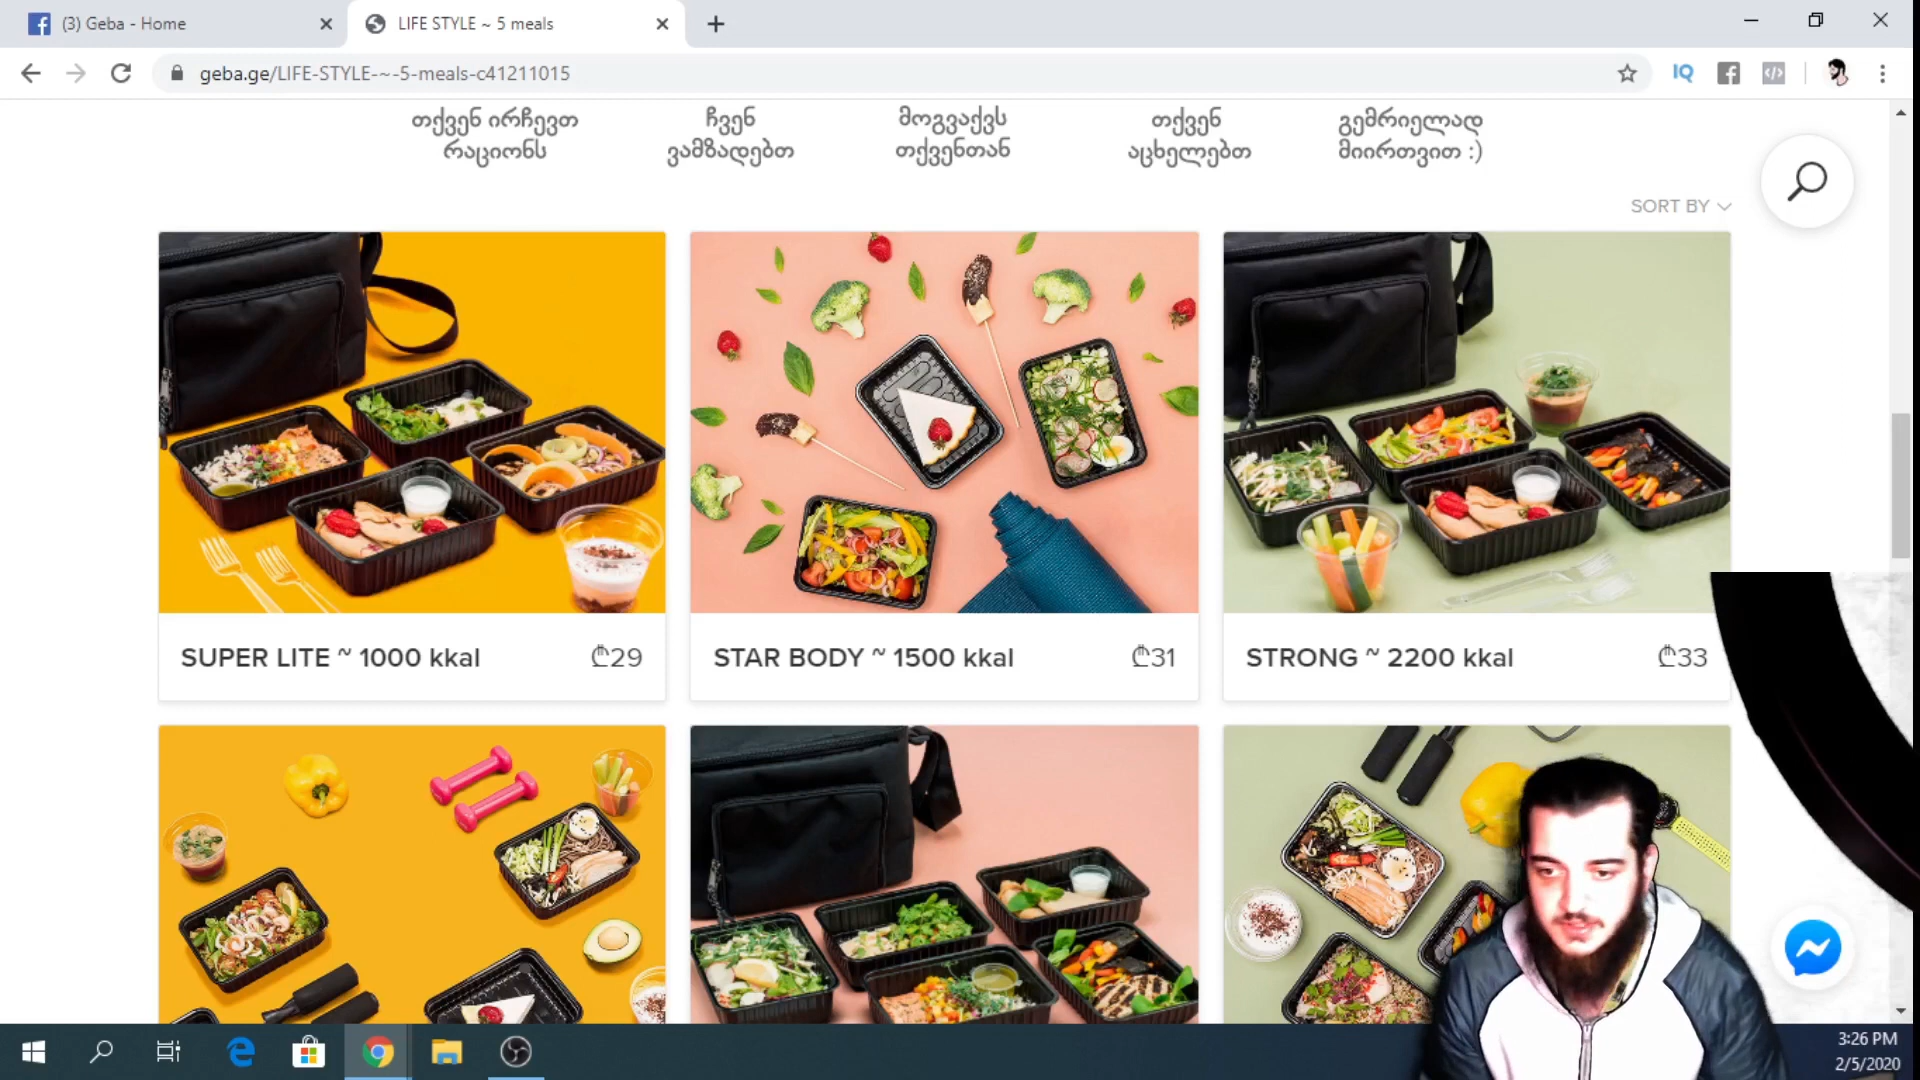 (3) Geba - Home
LIFE STYLE ~ 5 meals
geba.ge/LIFE-STYLE-~-5-meals-c41211015
IQ
თქვენ ირჩევთ
რაციონს
ჩვენ
ვამზადებთ
მოგვაქვს
თქვენთან
თქვენ
აცხელებთ
გემრიელად
მიირთვით :)
SORT BY
SUPER LITE ~ 1000 kkal
₾29
STAR BODY ~ 1500 kkal
₾31
STRONG ~ 2200 kkal
₾33
3:26 PM
2/5/2020